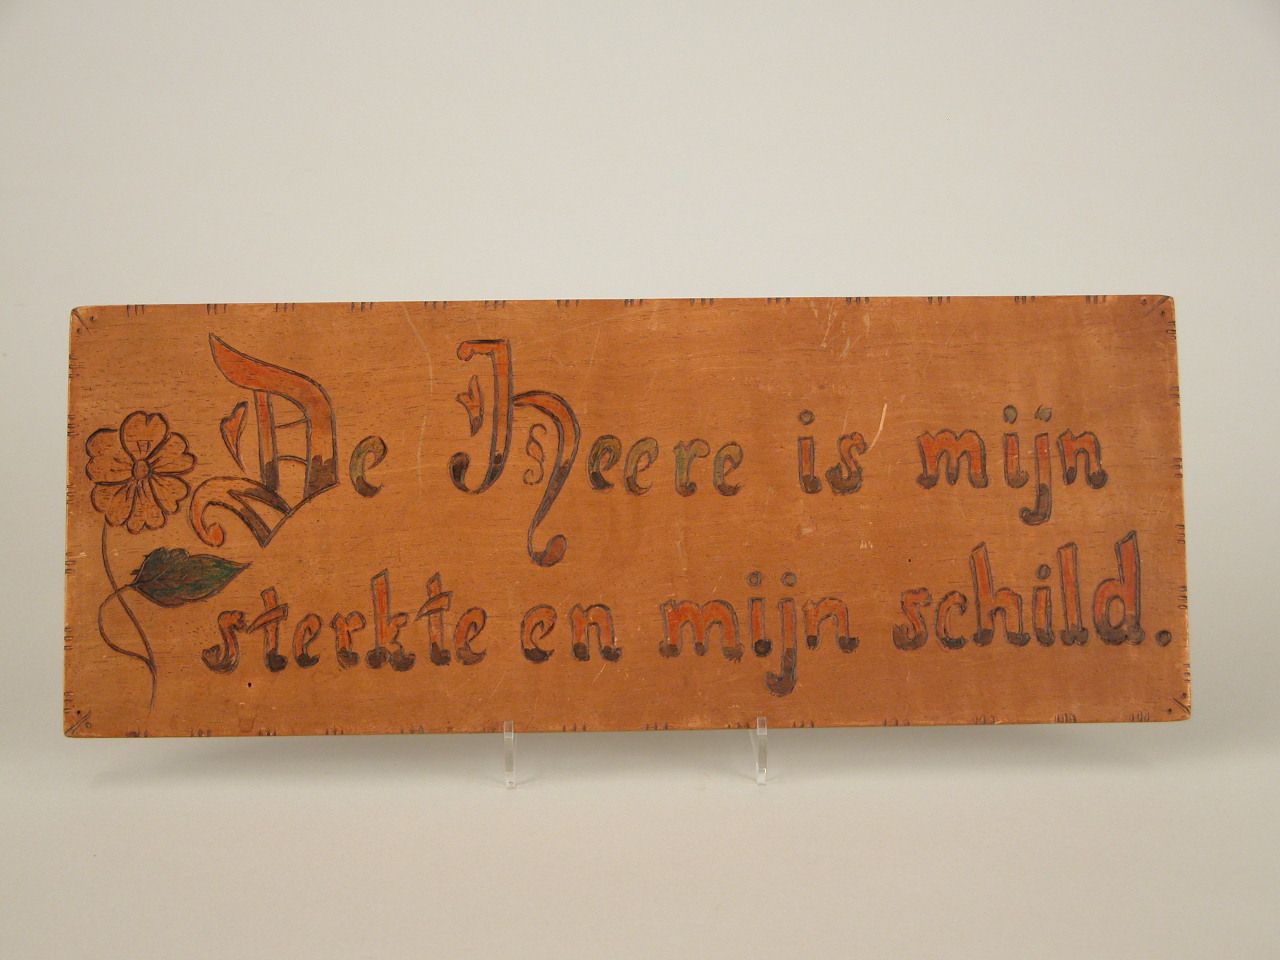 De Heere is mijn
sterkte en mijn schild.